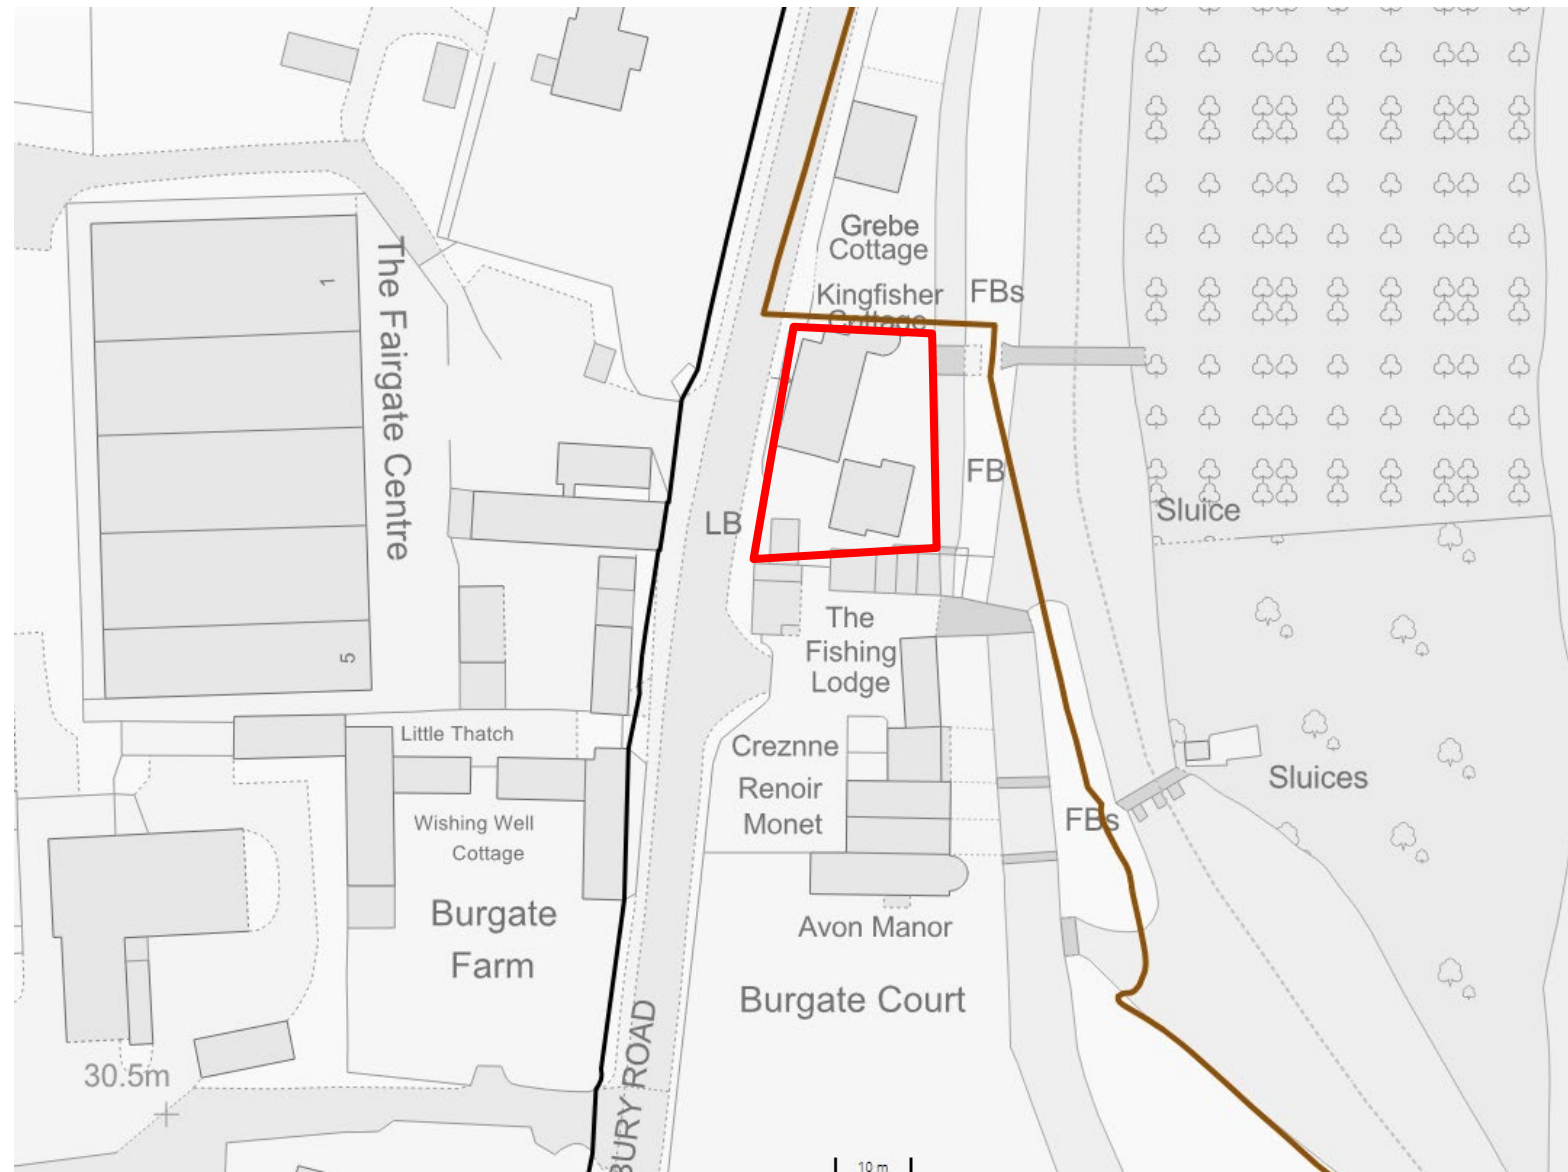 The Fairgate Centre
1
5
Grebe
Cottage
Kingfisher
Cottage
FBs
FB
LB
Sluice
The
Fishing
Lodge
Creznne
Renoir
Monet
Little Thatch
Wishing Well
Cottage
Burgate
Farm
FBs
Sluices
Avon Manor
Burgate Court
30.5m
BURY ROAD
10 m